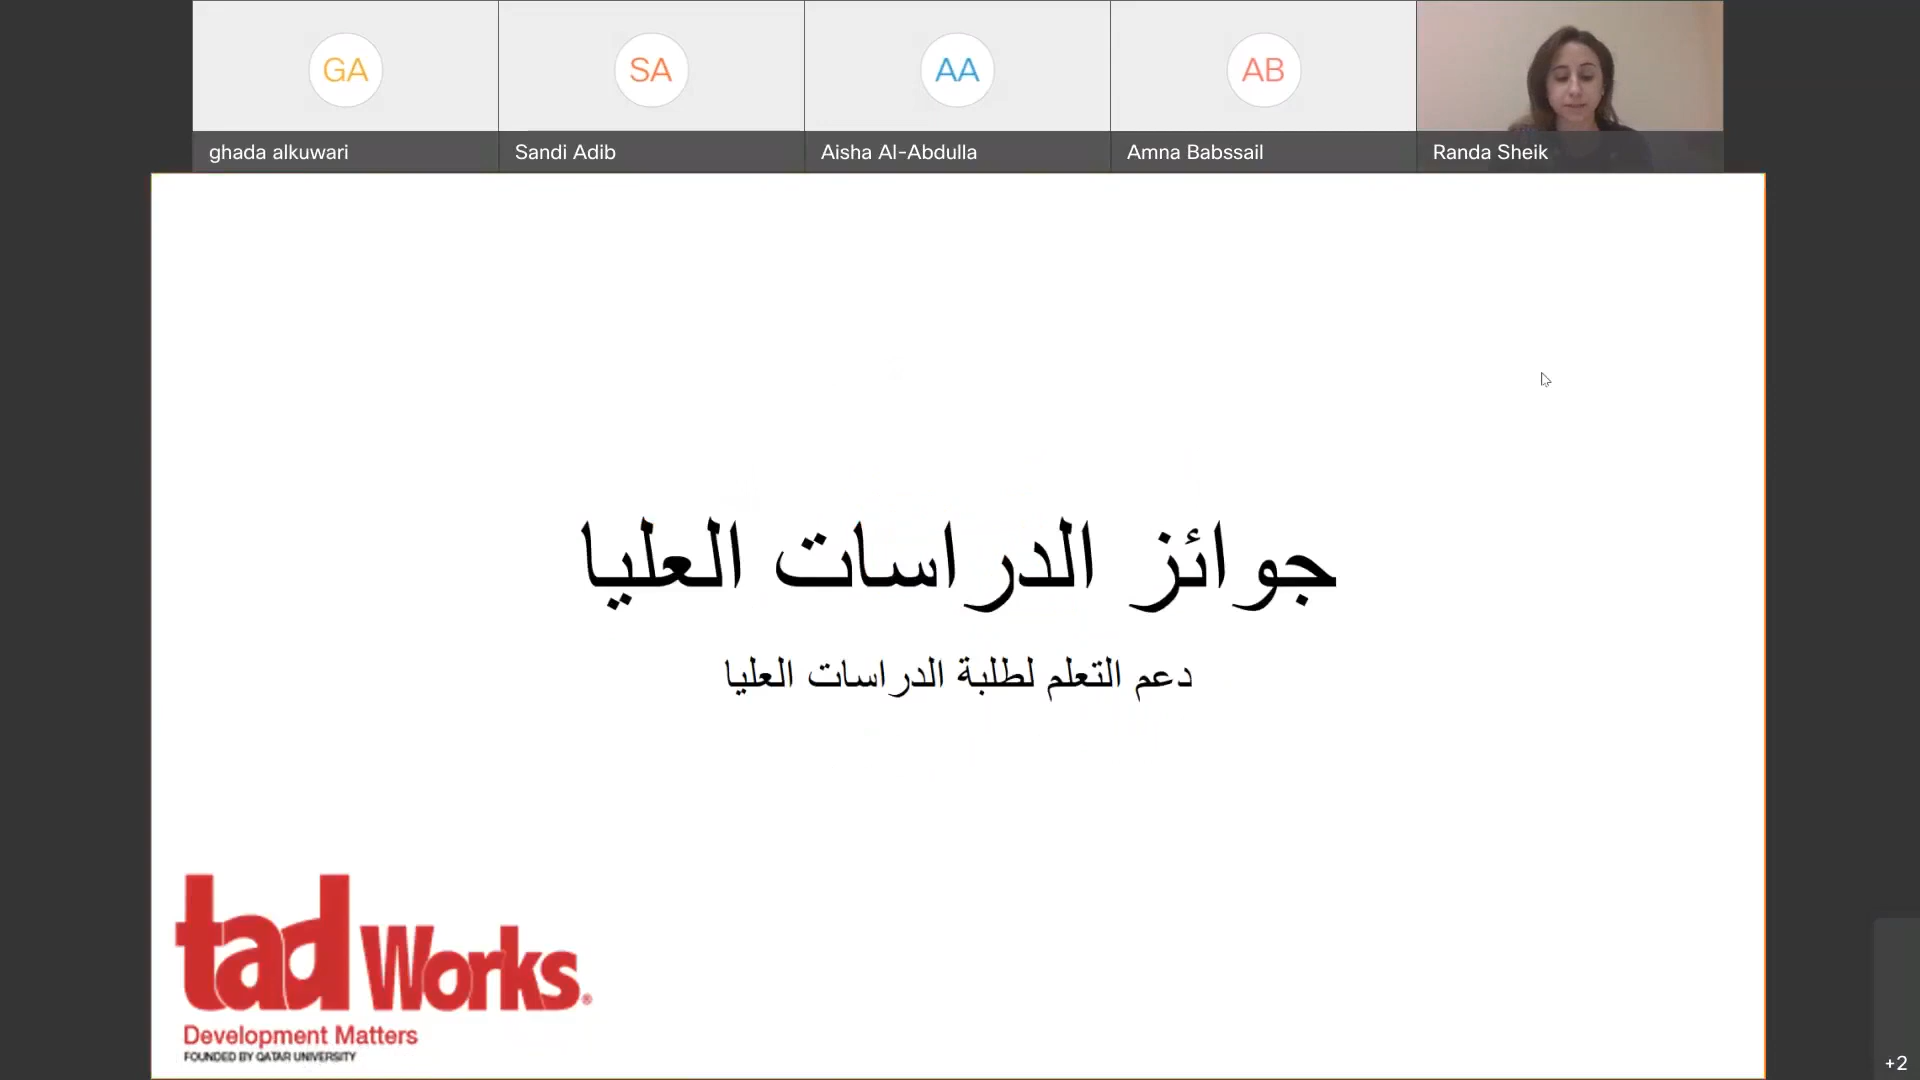 GA
SA
AA
AB
ghada alkuwari
Sandi Adib
Aisha Al-Abdulla
Amna Babssail
Randa Sheik
جوائز الدراسات العليا
دعم التعلم لطلبة الدراسات العليا
tad Works®
Development Matters
FOUNDED BY QATAR UNIVERSITY
+2